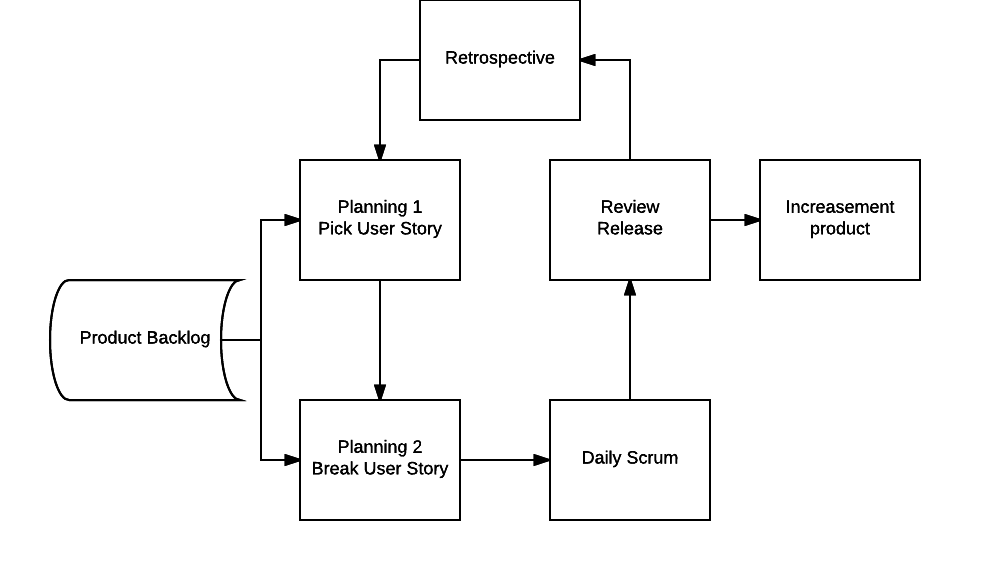 Retrospective
Planning 1
Pick User Story
Review
Release
Increasement
product
Product Backlog
Planning 2
Break User Story
Daily Scrum